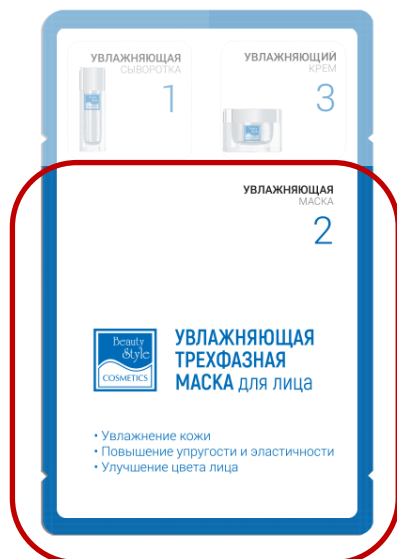 УВЛАЖНЯЮЩАЯ
СЫВОРОТКА
1
УВЛАЖНЯЮЩИЙ
КРЕМ
3
УВЛАЖНЯЮЩАЯ
МАСКА
2
Beauty
Style
COSMETICS
УВЛАЖНЯЮЩАЯ
ТРЕХФАЗНАЯ
МАСКА для лица
• Увлажнение кожи
• Повышение упругости и эластичности
• Улучшение цвета лица